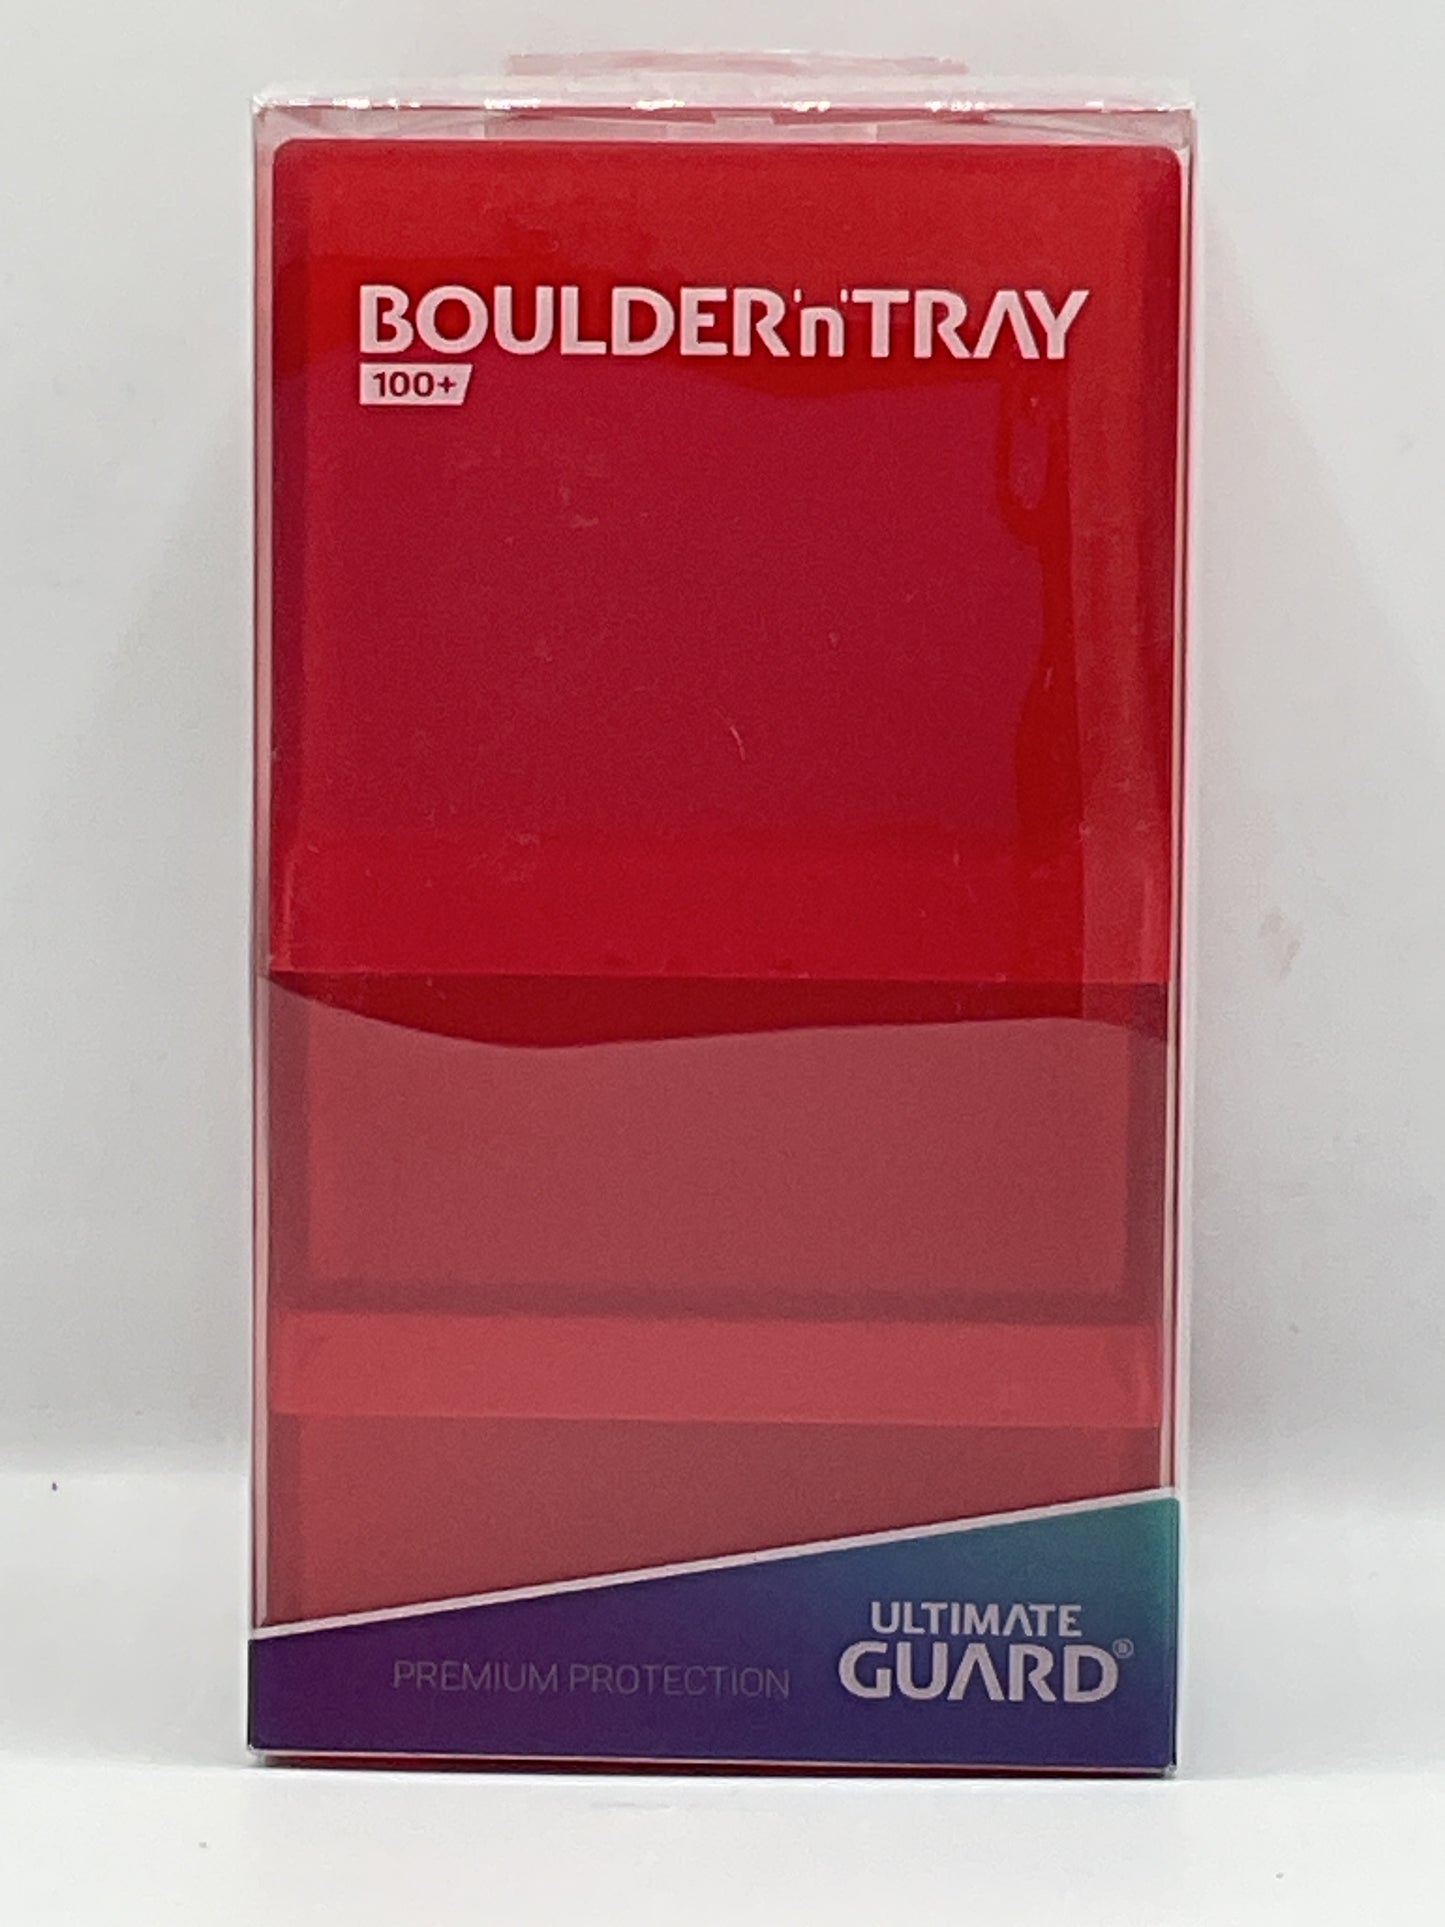 BOULDER'n'TRAY
100+
PREMIUM PROTECTION
ULTIMATE
GUARD®